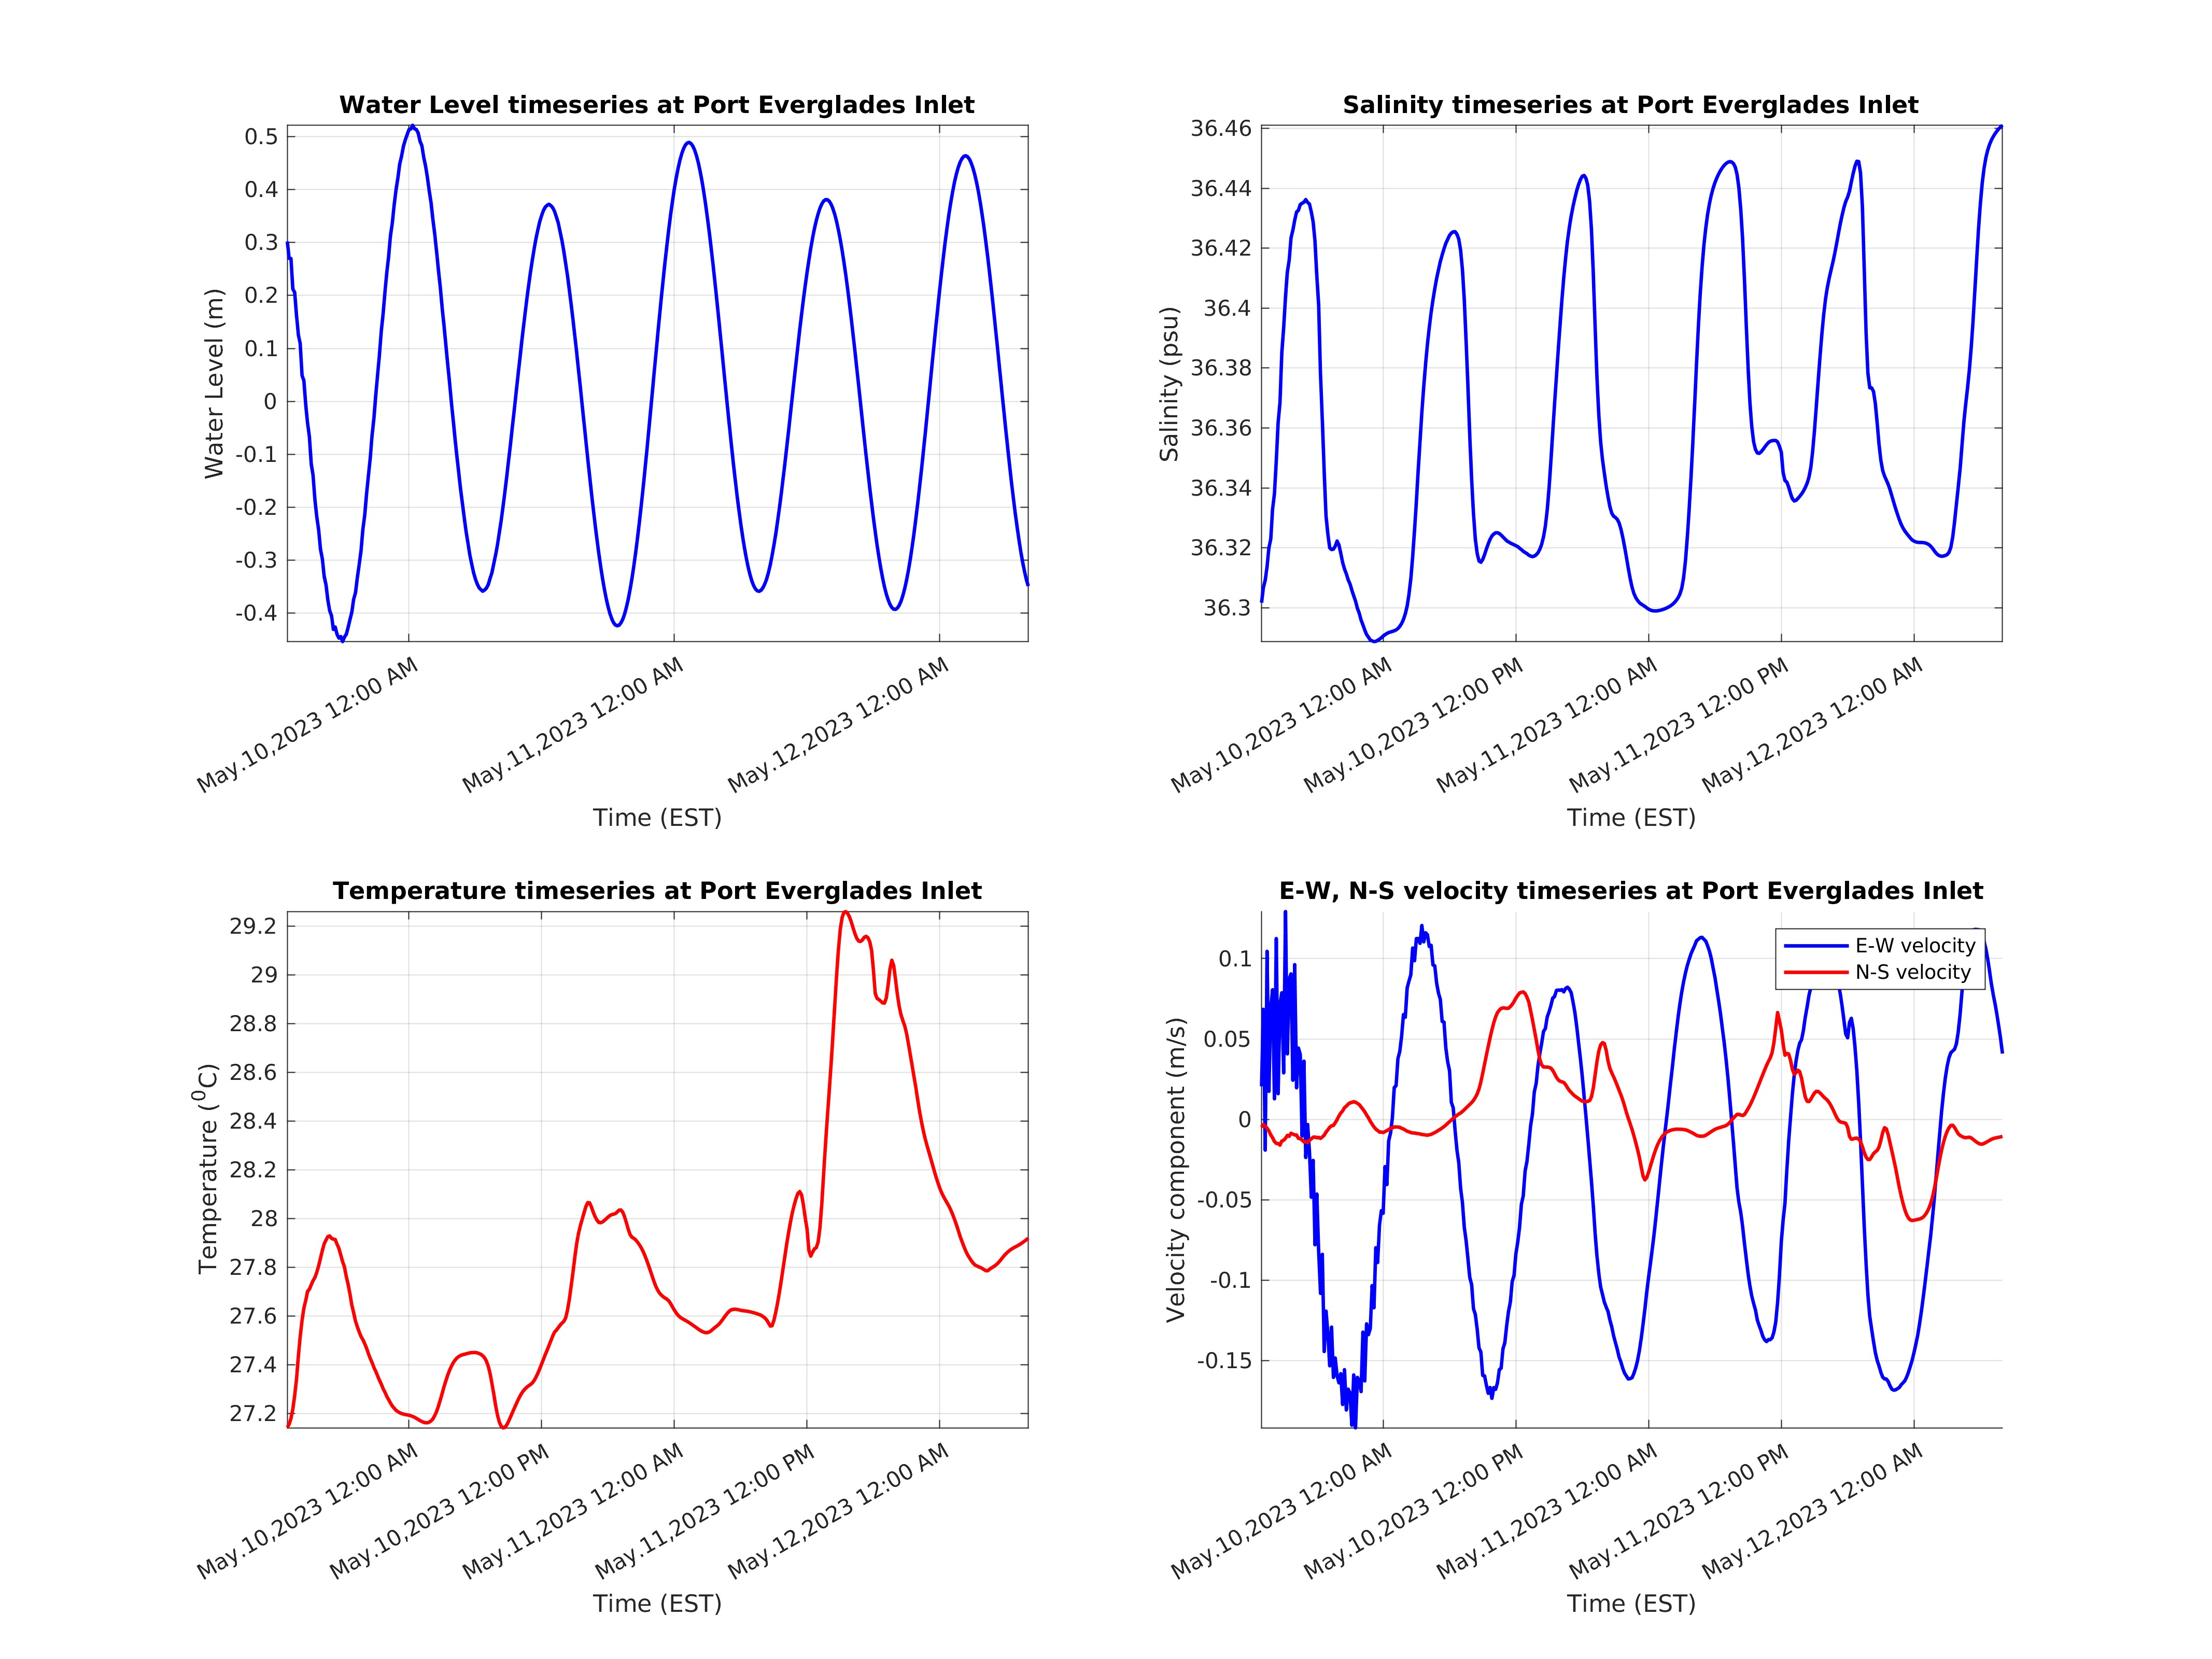 Water Level timeseries at Port Everglades Inlet
Water Level (m)
0.5
0.4
0.3
0.2
0.1
0
-0.1
-0.2
-0.3
-0.4
May.10,2023 12:00 AM
May.11,2023 12:00 AM
May.12,2023 12:00 AM
Time (EST)
Salinity timeseries at Port Everglades Inlet
Salinity (psu)
36.46
36.44
36.42
36.4
36.38
36.36
36.34
36.32
36.3
May.10,2023 12:00 AM
May.10,2023 12:00 PM
May.11,2023 12:00 AM
May.11,2023 12:00 PM
May.12,2023 12:00 AM
Time (EST)
Temperature timeseries at Port Everglades Inlet
Temperature (⁰C)
29.2
29
28.8
28.6
28.4
28.2
28
27.8
27.6
27.4
27.2
May.10,2023 12:00 AM
May.10,2023 12:00 PM
May.11,2023 12:00 AM
May.11,2023 12:00 PM
May.12,2023 12:00 AM
Time (EST)
E-W, N-S velocity timeseries at Port Everglades Inlet
Velocity component (m/s)
0.1
0.05
0
-0.05
-0.1
-0.15
E-W velocity
N-S velocity
May.10,2023 12:00 AM
May.10,2023 12:00 PM
May.11,2023 12:00 AM
May.11,2023 12:00 PM
May.12,2023 12:00 AM
Time (EST)